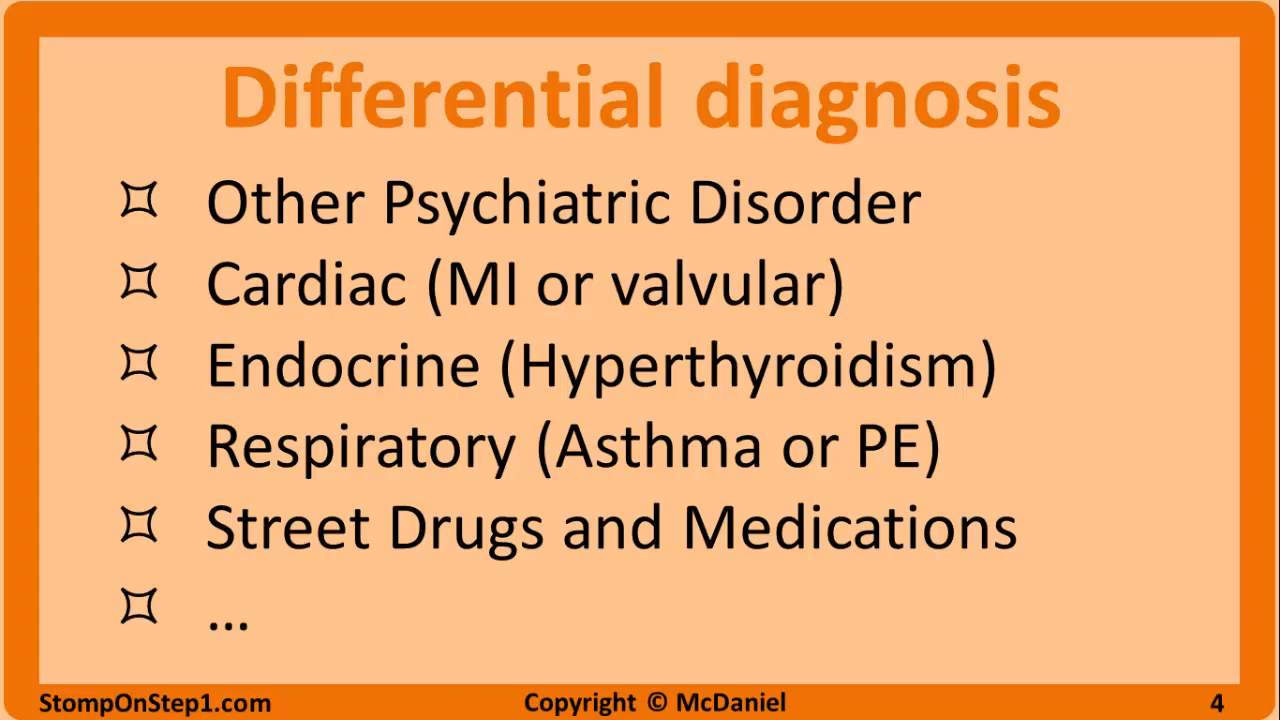 Differential diagnosis
Other Psychiatric Disorder
Cardiac (MI or valvular)
Endocrine (Hyperthyroidism)
Respiratory (Asthma or PE)
Street Drugs and Medications
...
StompOnStep1.com Copyright © McDaniel 4